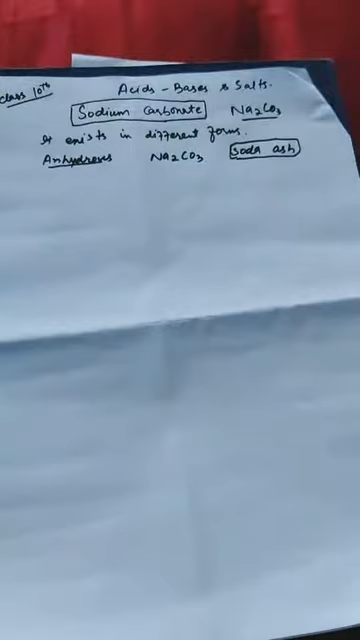 class 10th Acids - Bases & Salts.
Sodium Carbonate Na2CO3
It exists in different forms.
Anhydrous Na2CO3 Soda ash